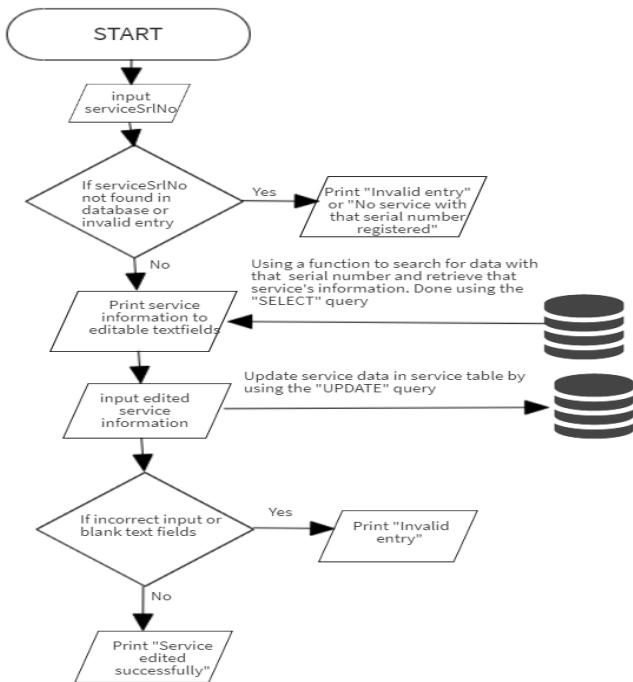 START
input
serviceSrlNo
If serviceSrlNo
not found in
database or
invalid entry
Yes
Print "Invalid entry"
or "No service with
that serial number
registered"
No
Using a function to search for data with
that serial number and retrieve that
service's information. Done using the
"SELECT" query
Print service
information to
editable textfields
Update service data in service table by
using the "UPDATE" query
input edited
service
information
If incorrect input or
blank text fields
Yes
Print "Invalid
entry"
No
Print "Service
edited
successfully"